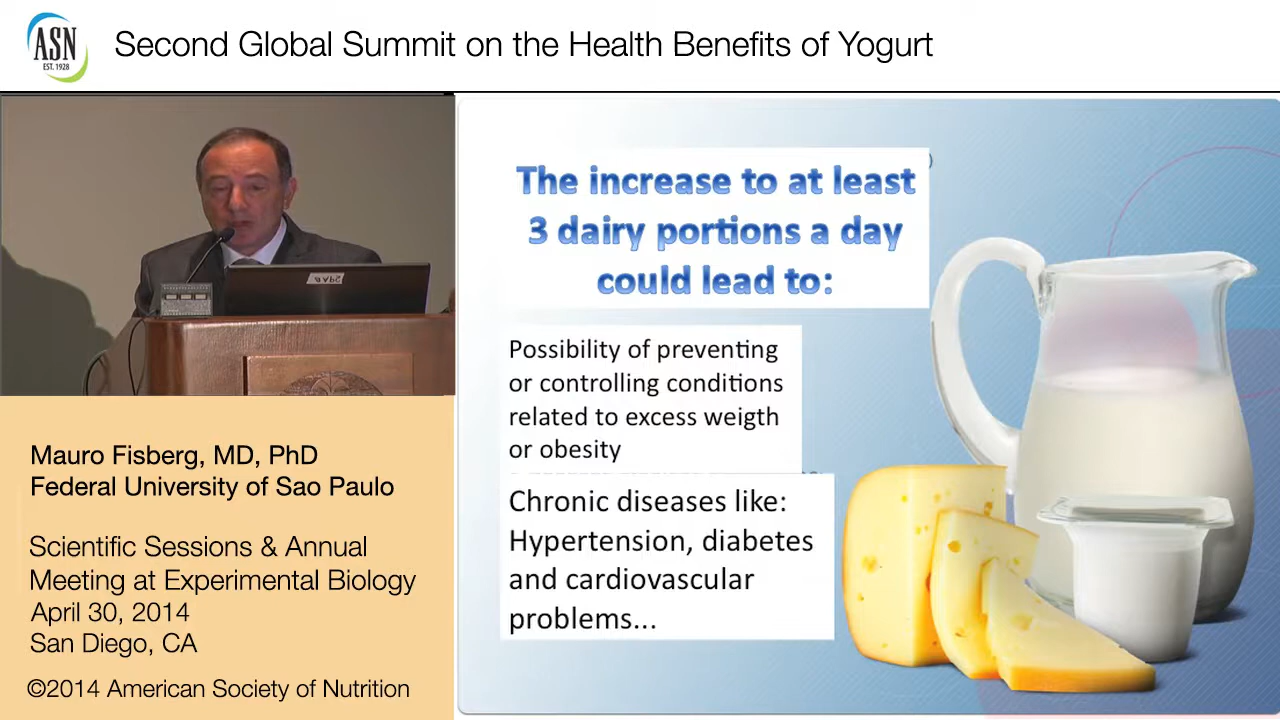 ASN
EST. 1928
Second Global Summit on the Health Benefits of Yogurt
The increase to at least
3 dairy portions a day
could lead to:
Possibility of preventing
or controlling conditions
related to excess weigth
or obesity
Chronic diseases like:
Hypertension, diabetes
and cardiovascular
problems...
Mauro Fisberg, MD, PhD
Federal University of Sao Paulo
Scientific Sessions & Annual
Meeting at Experimental Biology
April 30, 2014
San Diego, CA
©2014 American Society of Nutrition